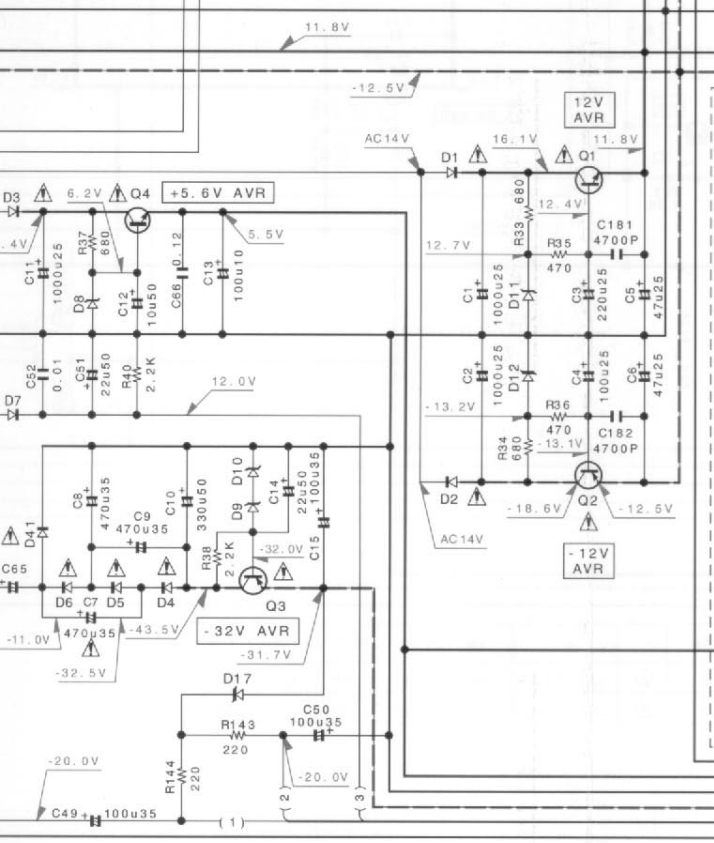 11.8V
-12.5V
12V
AVR
AC14V
D1
16.1V
Q1
11.8V
D3
6.2V
Q4
+5.6V AVR
680
12.4V
C181
4700P
.4V
R37
680
0.12
5.5V
R33
R35
470
12.7V
C11
1000u25
D8
C12
10u50
C66
C13
100u10
C1
1000u25
D11
C3
220u25
C5
47u25
C52
0.01
C51
22u50
R40
2.2K
12.0V
C2
1000u25
D12
C4
100u25
C6
47u25
D7
-13.2V
R36
470
R34
680
-13.1V
C182
4700P
D41
C8
470u35
C9
470u35
C10
330u50
D10
D9
C14
22u50
100u35
C15
D2
-18.6V
Q2
-12.5V
AC14V
-12V
AVR
C65
R38
2.2K
-32.0V
D6
C7
D5
D4
Q3
-11.0V
470u35
-43.5V
-32V AVR
-32.5V
-31.7V
D17
R143
220
C50
100u35
-20.0V
R144
220
-20.0V
(2)
(3)
C49
100u35
(1)